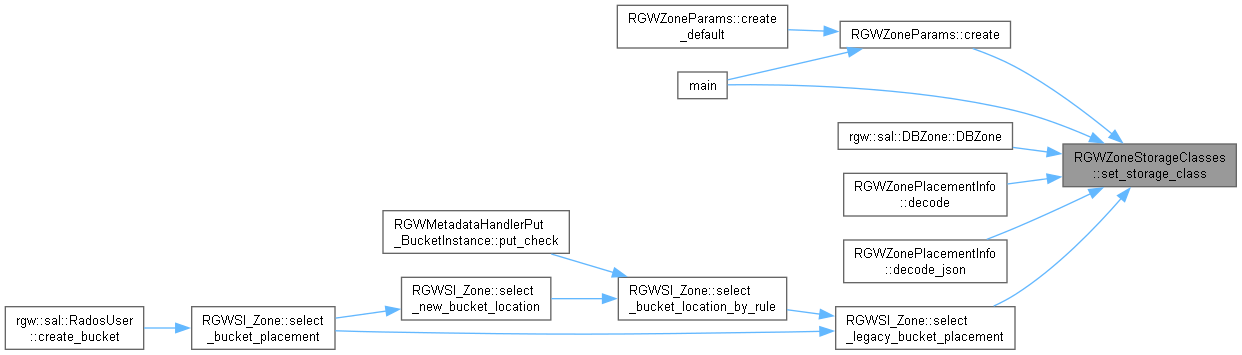 RGWZoneParams::create
_default
RGWZoneParams::create
main
rgw::sal::DBZone::DBZone
RGWZoneStorageClasses
::set_storage_class
RGWZonePlacementInfo
::decode
RGWMetadataHandlerPut
_BucketInstance::put_check
RGWZonePlacementInfo
::decode_json
RGWSI_Zone::select
_new_bucket_location
RGWSI_Zone::select
_bucket_location_by_rule
rgw::sal::RadosUser
::create_bucket
RGWSI_Zone::select
_bucket_placement
RGWSI_Zone::select
_legacy_bucket_placement